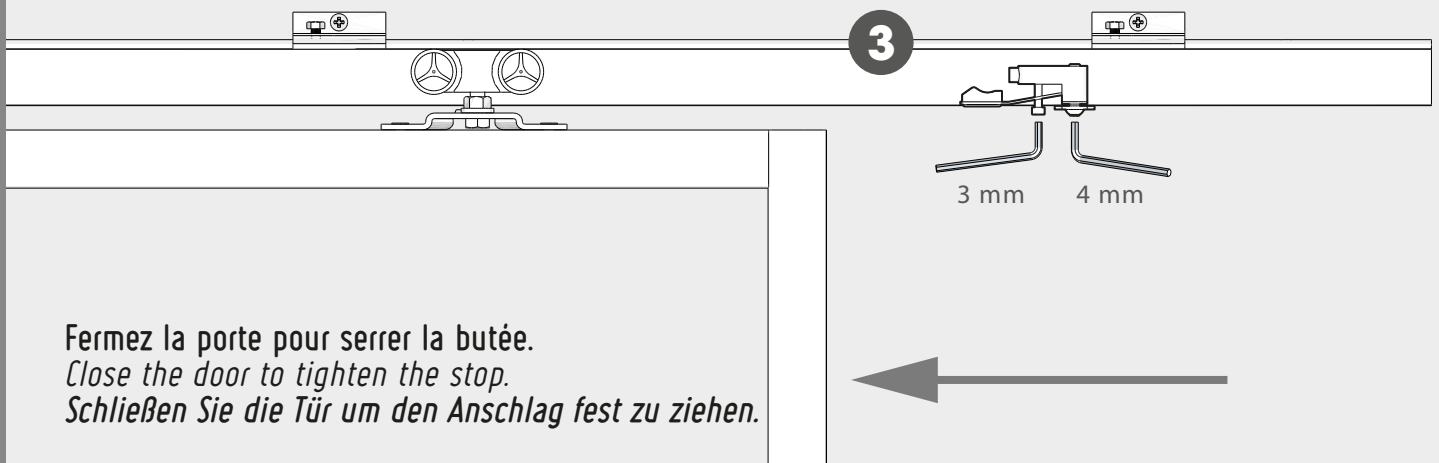 3
3 mm 4 mm
Fermez la porte pour serrer la butée.
Close the door to tighten the stop.
Schließen Sie die Tür um den Anschlag fest zu ziehen.